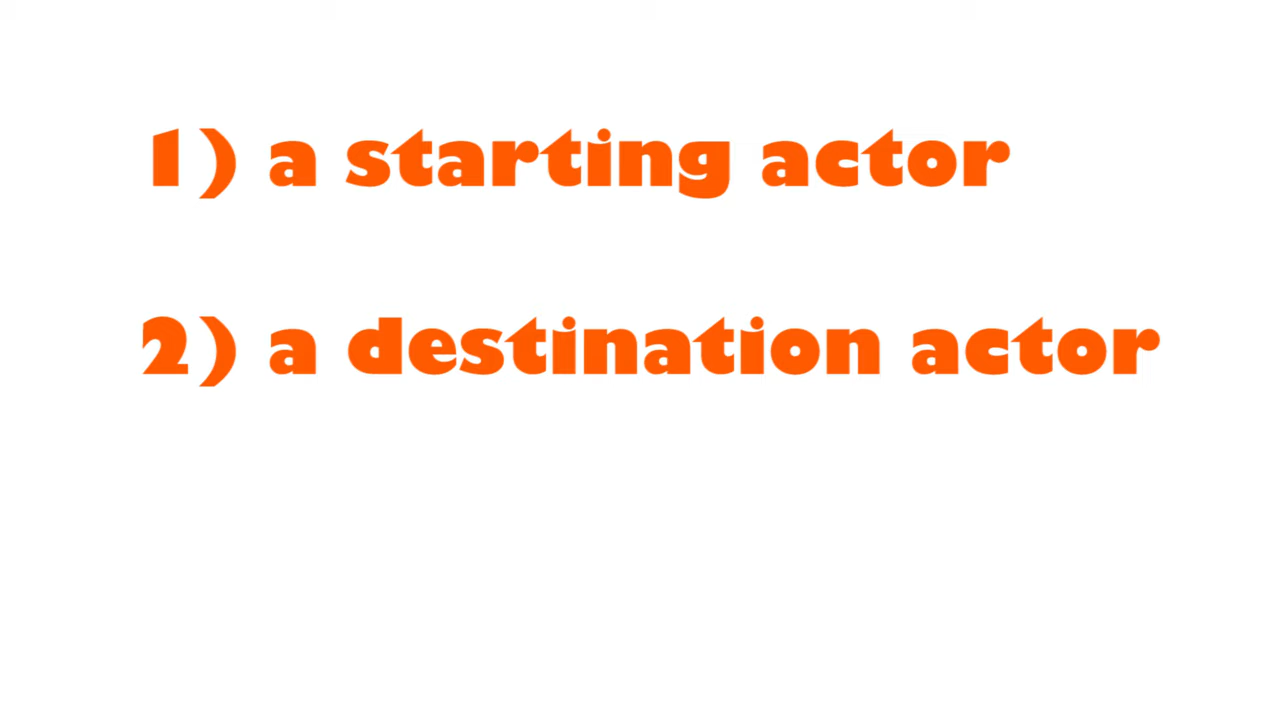 1) a starting actor
2) a destination actor